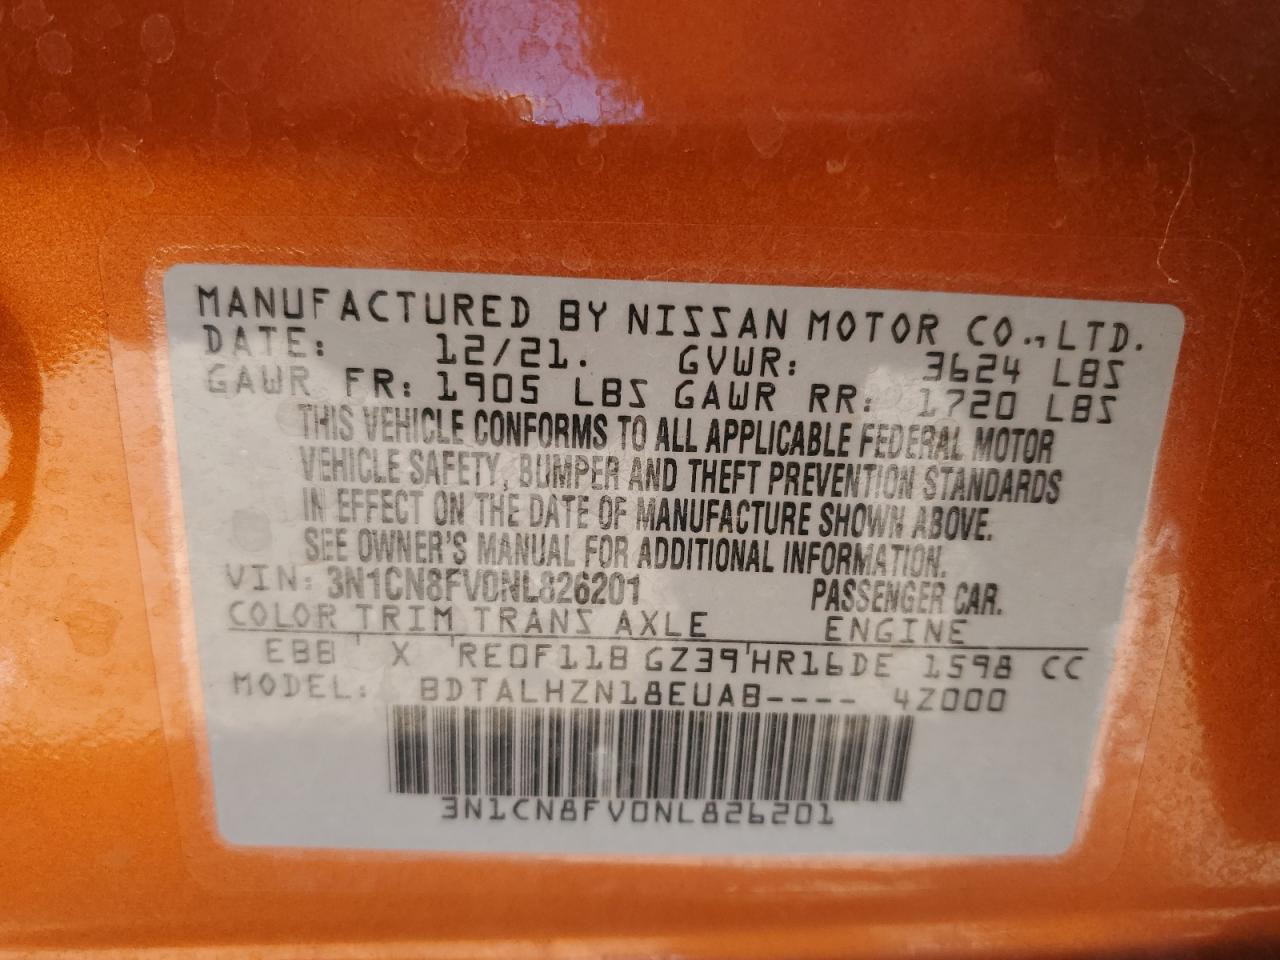 MANUFACTURED BY NISSAN MOTOR CO., LTD.
DATE: 12/21. GVWR: 3624 LBS
GAWR FR: 1905 LBS GAWR RR: 1720 LBS
THIS VEHICLE CONFORMS TO ALL APPLICABLE FEDERAL MOTOR
VEHICLE SAFETY, BUMPER AND THEFT PREVENTION STANDARDS
IN EFFECT ON THE DATE OF MANUFACTURE SHOWN ABOVE.
SEE OWNER'S MANUAL FOR ADDITIONAL INFORMATION.
VIN: 3N1CN8FV0NL826201 PASSENGER CAR.
COLOR TRIM TRANS AXLE ENGINE
EBB X RE0F11B GZ39 HR16DE 1598 CC
MODEL: BDTALHZN18EUAB---- 4Z000
3N1CN8FV0NL826201